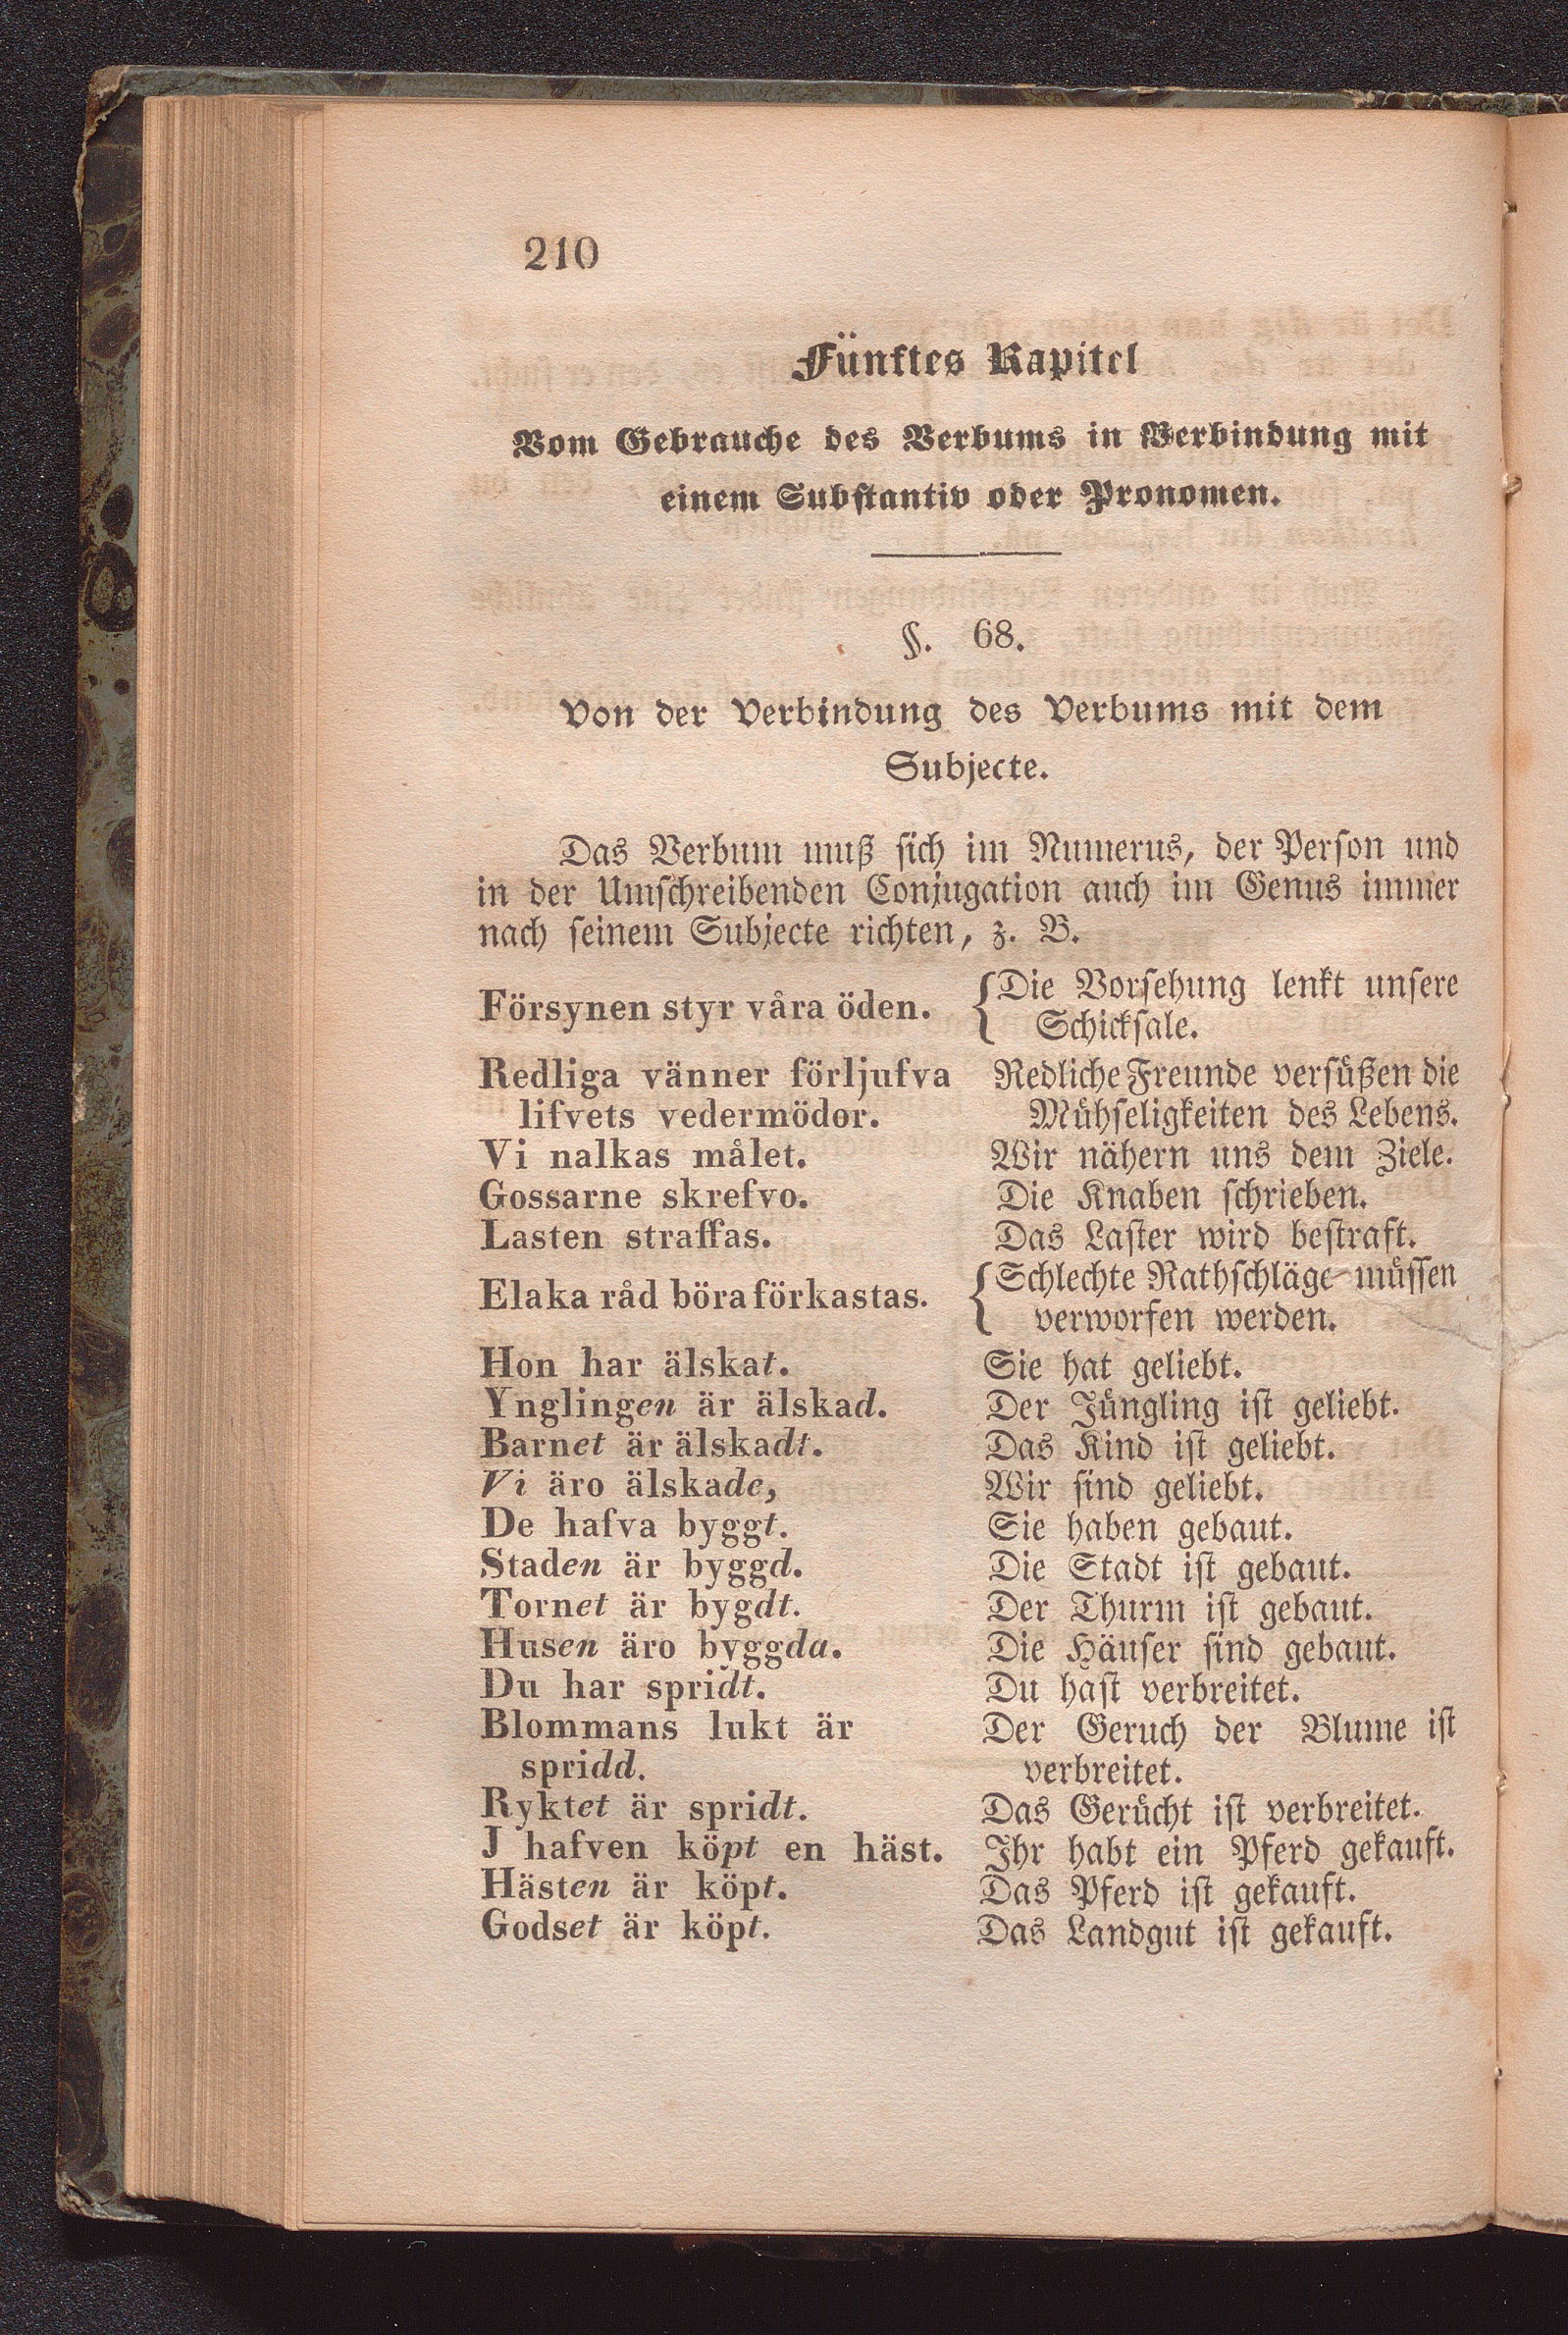 210
Fünftes Kapitel
Vom Gebrauche des Verbums in Verbindung mit
einem Substantiv oder Pronomen.
§. 68.
Von der Verbindung des Verbums mit dem
Subjecte.
Das Verbum muß sich im Numerus, der Person und
in der Umschreibenden Conjugation auch im Genus immer
nach seinem Subjecte richten, z. B.
Försynen styr våra öden. {Die Vorsehung lenkt unsere
Schicksale.
Redliga vänner förljufva Redliche Freunde versüßen die
lifvets vedermödor. Mühseligkeiten des Lebens.
Vi nalkas målet. Wir nähern uns dem Ziele.
Gossarne skrefvo. Die Knaben schrieben.
Lasten straffas. Das Laster wird bestraft.
Elaka råd böra förkastas. {Schlechte Rathschläge müssen
verworfen werden.
Hon har älskat. Sie hat geliebt.
Ynglingen är älskad. Der Jüngling ist geliebt.
Barnet är älskadt. Das Kind ist geliebt.
Vi äro älskade, Wir sind geliebt.
De hafva byggt. Sie haben gebaut.
Staden är byggd. Die Stadt ist gebaut.
Tornet är bygdt. Der Thurm ist gebaut.
Husen äro byggda. Die Häuser sind gebaut.
Du har spridt. Du hast verbreitet.
Blommans lukt är Der Geruch der Blume ist
spridd. verbreitet.
Ryktet är spridt. Das Gerücht ist verbreitet.
J hafven köpt en häst. Ihr habt ein Pferd gekauft.
Hästen är köpt. Das Pferd ist gekauft.
Godset är köpt. Das Landgut ist gekauft.